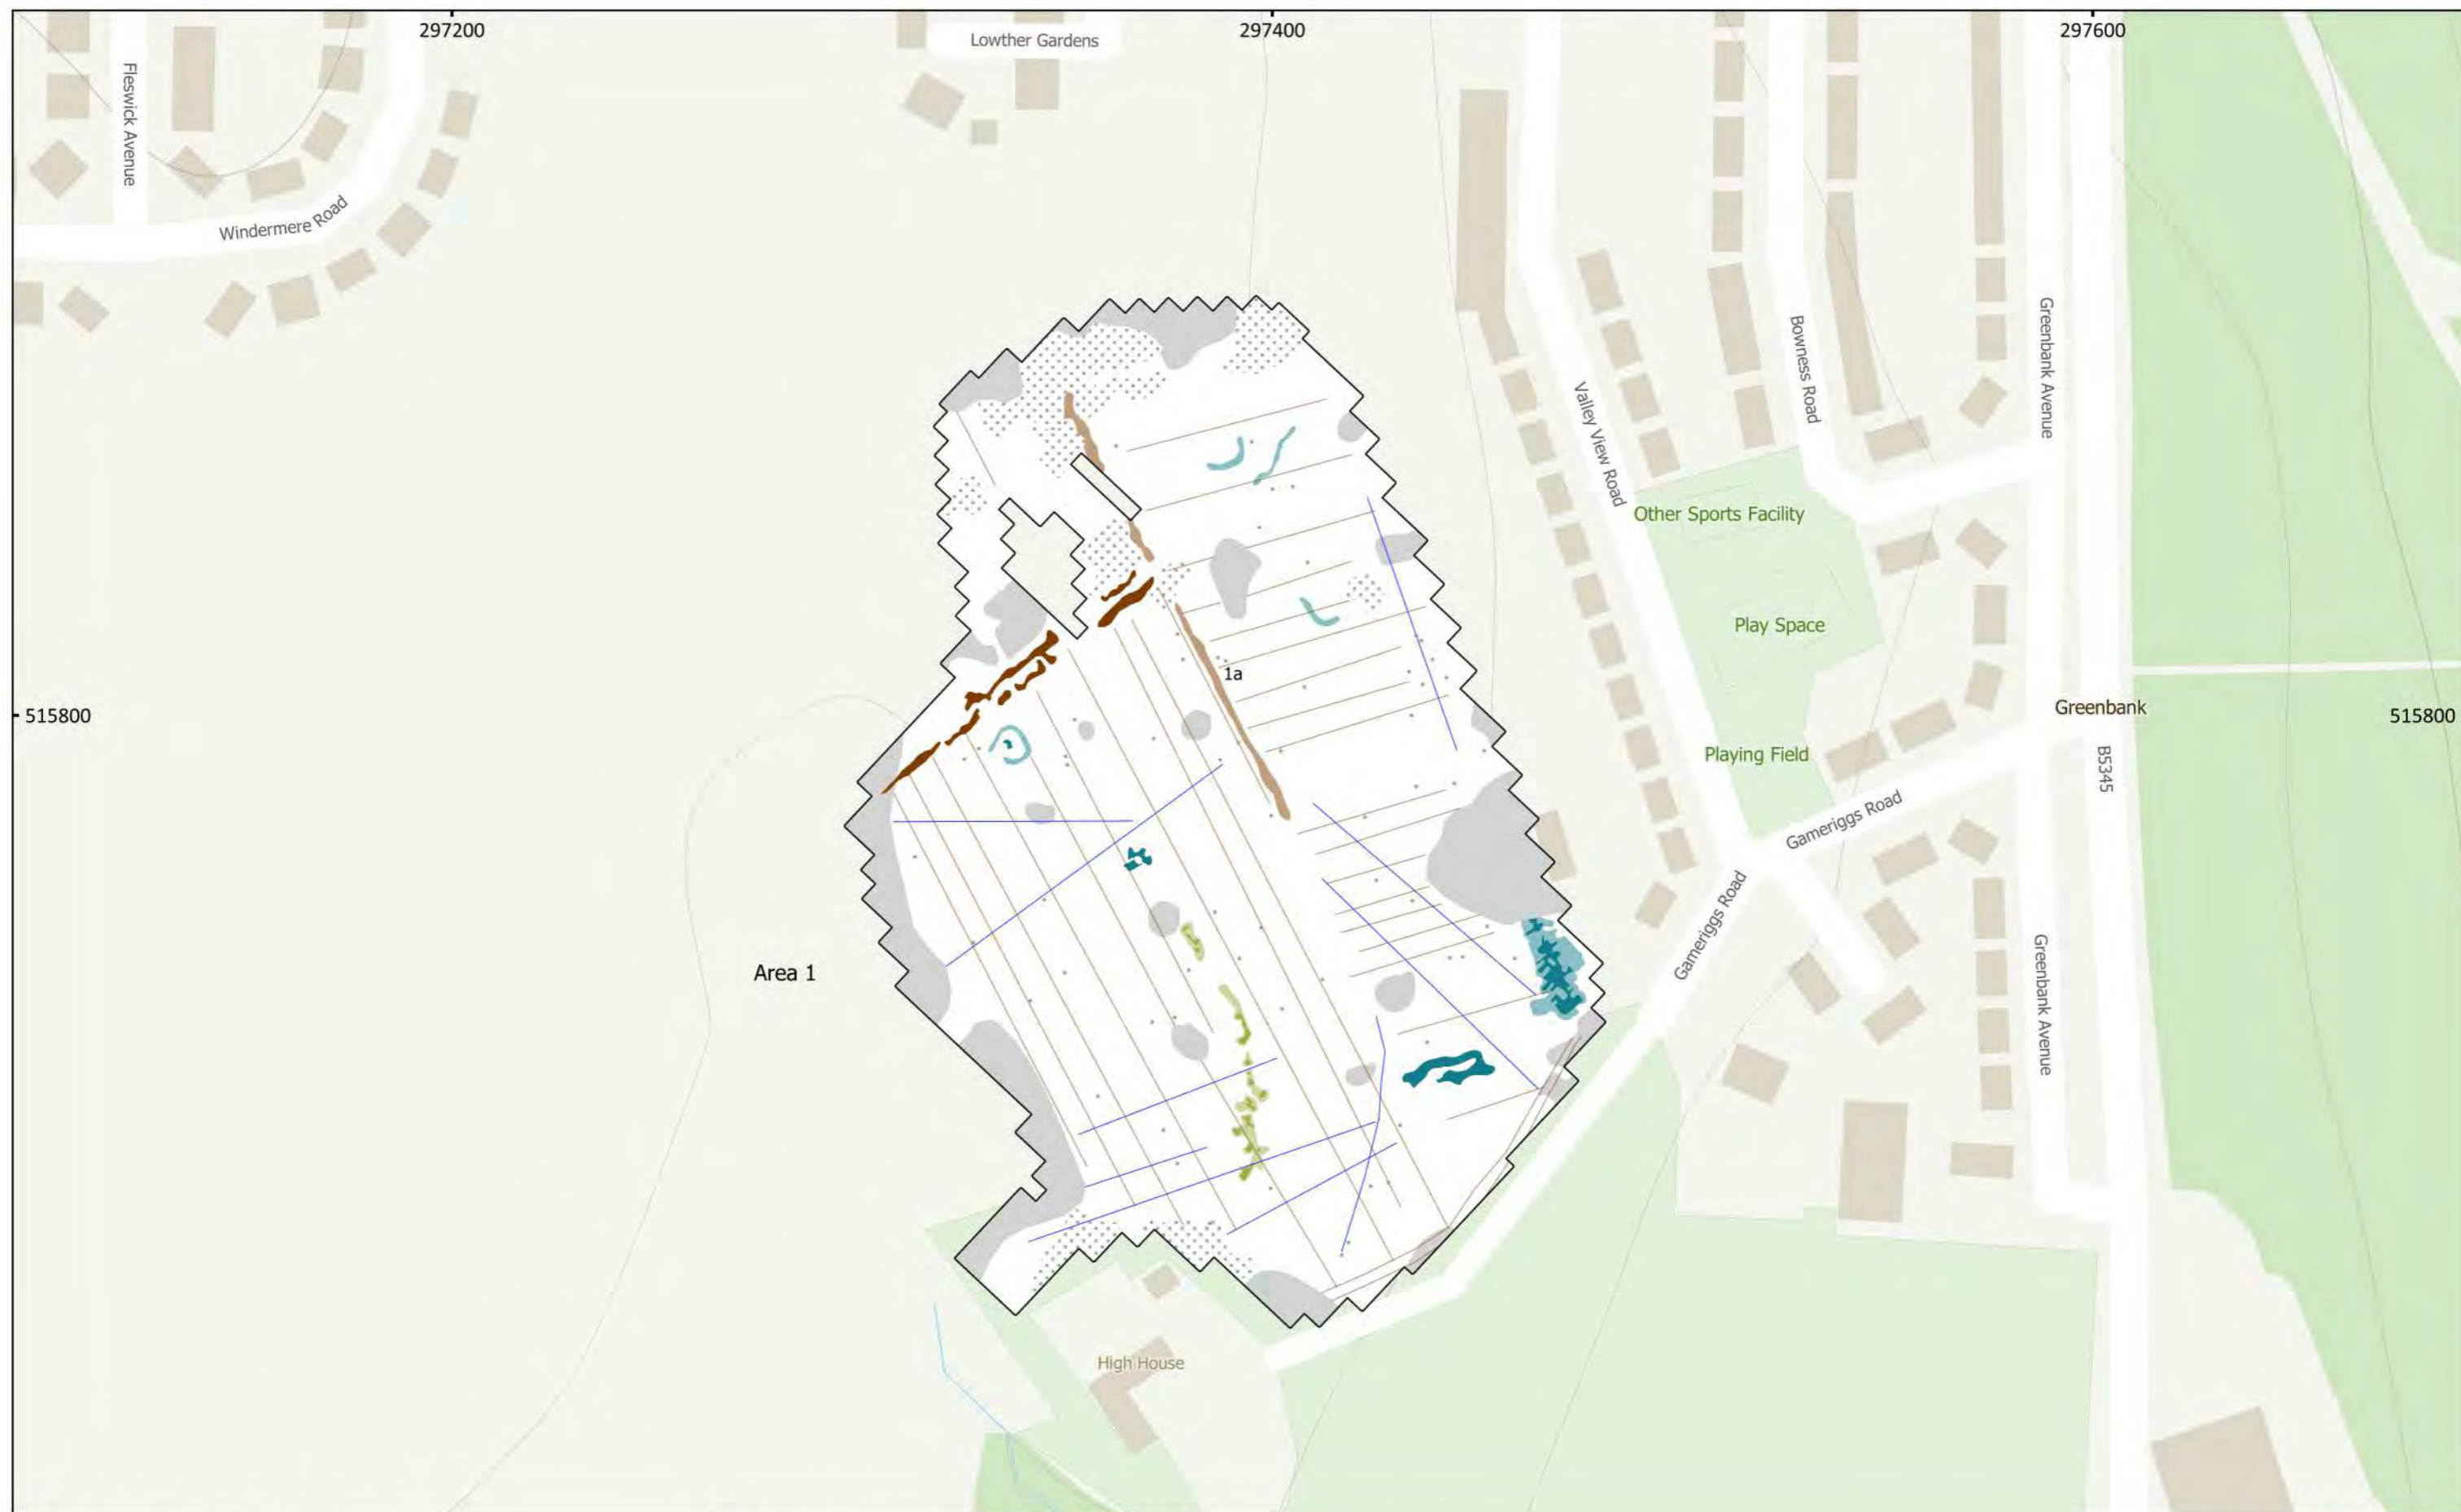 297200
297400
297600
Lowther Gardens
Fleswick Avenue
Windermere Road
Greenbank Avenue
Bowness Road
Valley View Road
Other Sports Facility
Play Space
1a
Greenbank
515800
515800
Playing Field
B5345
Gameriggs Road
Gameriggs Road
Area 1
Greenbank Avenue
High House